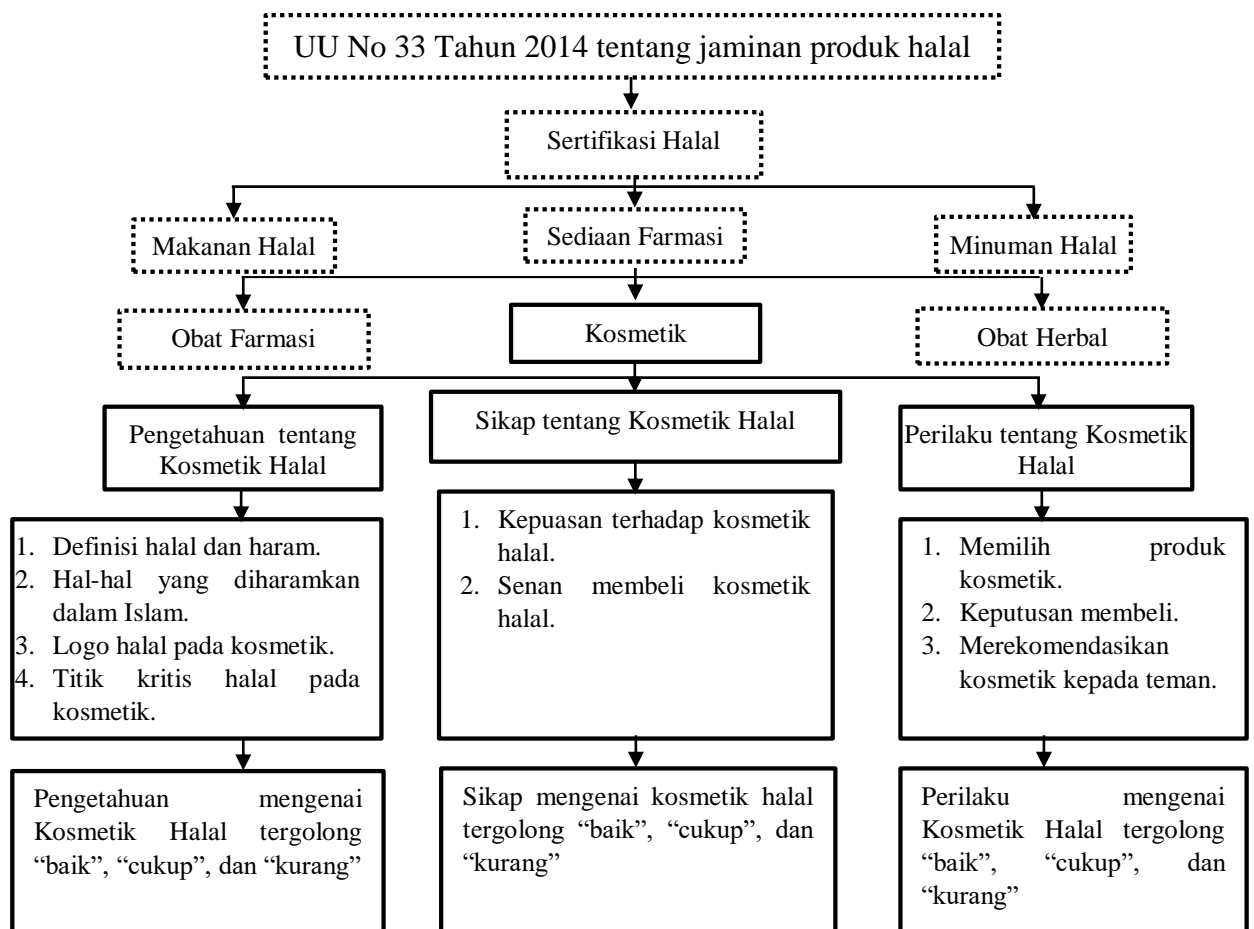 UU No 33 Tahun 2014 tentang jaminan produk halal
Sertifikasi Halal
Makanan Halal
Sediaan Farmasi
Minuman Halal
Obat Farmasi
Kosmetik
Obat Herbal
Pengetahuan tentang
Kosmetik Halal
Sikap tentang Kosmetik Halal
Perilaku tentang Kosmetik
Halal
1. Definisi halal dan haram.
2. Hal-hal yang diharamkan
dalam Islam.
3. Logo halal pada kosmetik.
4. Titik kritis halal pada
kosmetik.
1. Kepuasan terhadap kosmetik
halal.
2. Senan membeli kosmetik
halal.
1. Memilih produk
kosmetik.
2. Keputusan membeli.
3. Merekomendasikan
kosmetik kepada teman.
Pengetahuan mengenai
Kosmetik Halal tergolong
“baik”, “cukup”, dan “kurang”
Sikap mengenai kosmetik halal
tergolong “baik”, “cukup”, dan
“kurang”
Perilaku mengenai
Kosmetik Halal tergolong
“baik”, “cukup”, dan
“kurang”